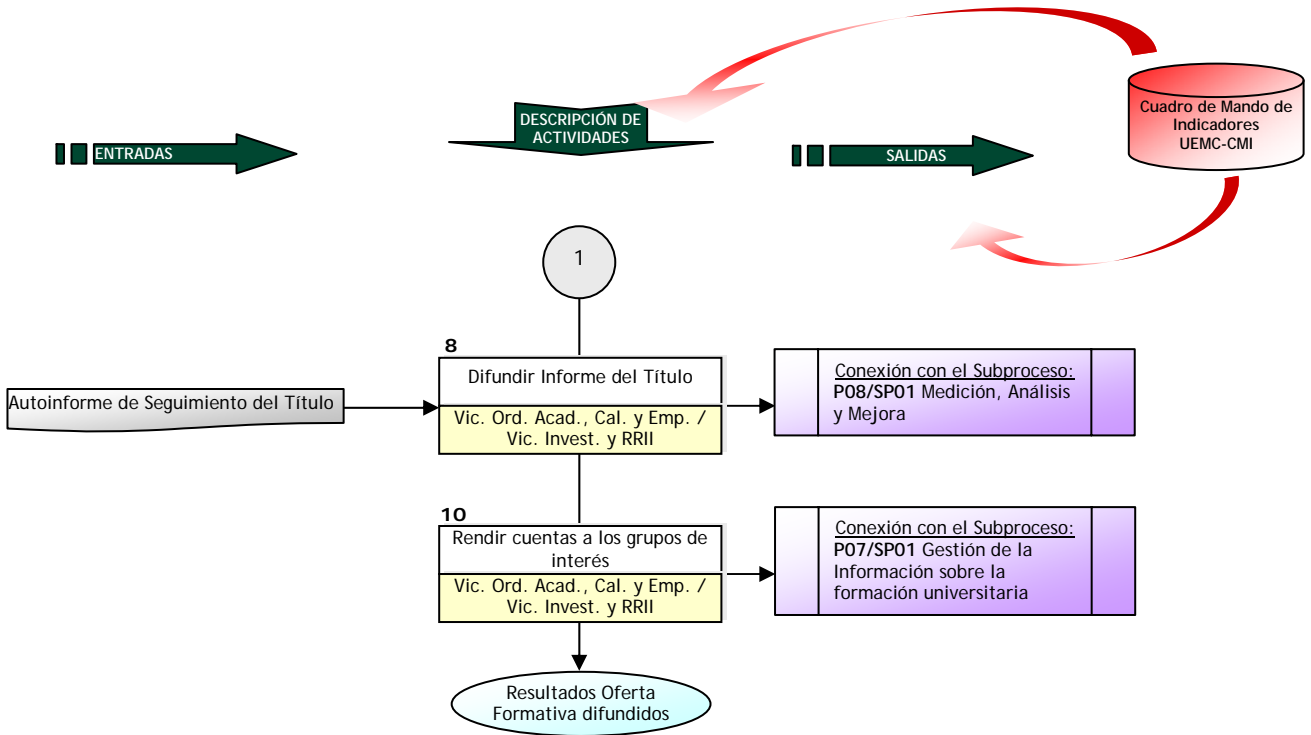 ENTRADAS
DESCRIPCIÓN DE
ACTIVIDADES
SALIDAS
Cuadro de Mando de
Indicadores
UEMC-CMI
1
8
Difundir Informe del Título
Vic. Ord. Acad., Cal. y Emp. /
Vic. Invest. y RRII
Autoinforme de Seguimiento del Título
Conexión con el Subproceso:
P08/SP01 Medición, Análisis
y Mejora
10
Rendir cuentas a los grupos de
interés
Vic. Ord. Acad., Cal. y Emp. /
Vic. Invest. y RRII
Conexión con el Subproceso:
P07/SP01 Gestión de la
Información sobre la
formación universitaria
Resultados Oferta
Formativa difundidos